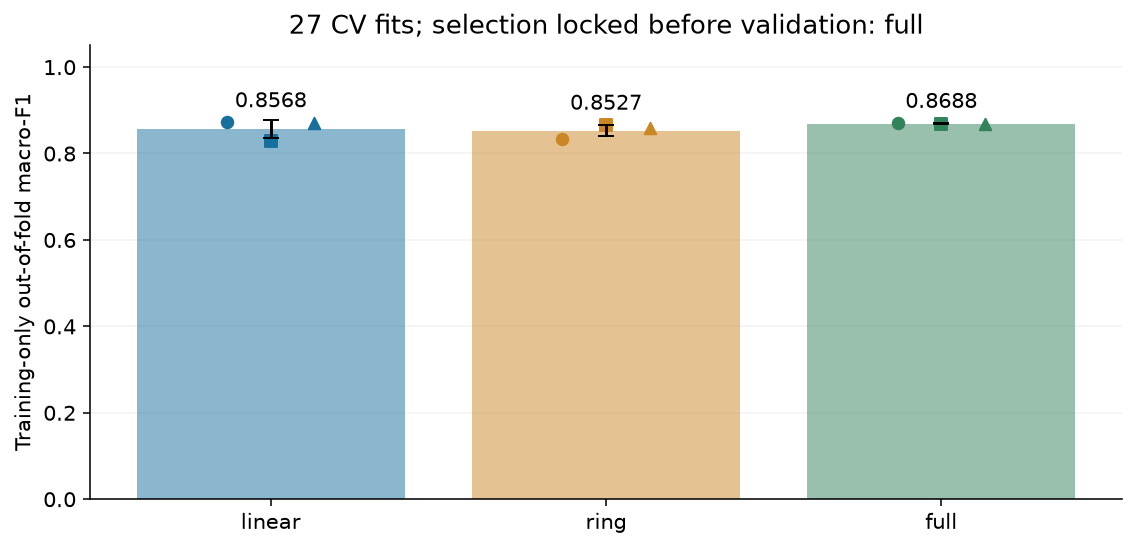 27 CV fits; selection locked before validation: full
Training-only out-of-fold macro-F1
1.0
0.8
0.6
0.4
0.2
0.0
0.8568
0.8527
0.8688
linear
ring
full